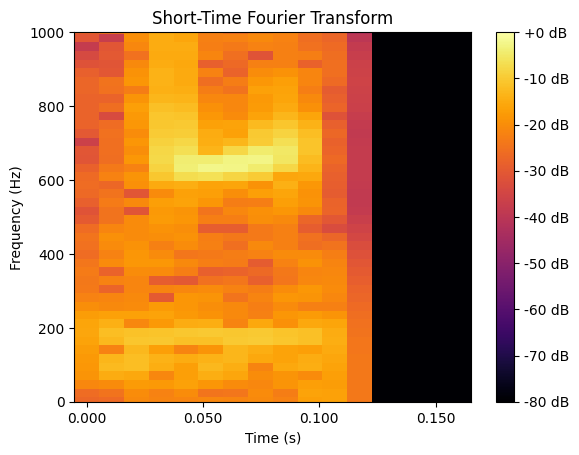 Short-Time Fourier Transform
1000
800
600
400
200
0
Frequency (Hz)
0.000
0.050
0.100
0.150
Time (s)
+0 dB
-10 dB
-20 dB
-30 dB
-40 dB
-50 dB
-60 dB
-70 dB
-80 dB